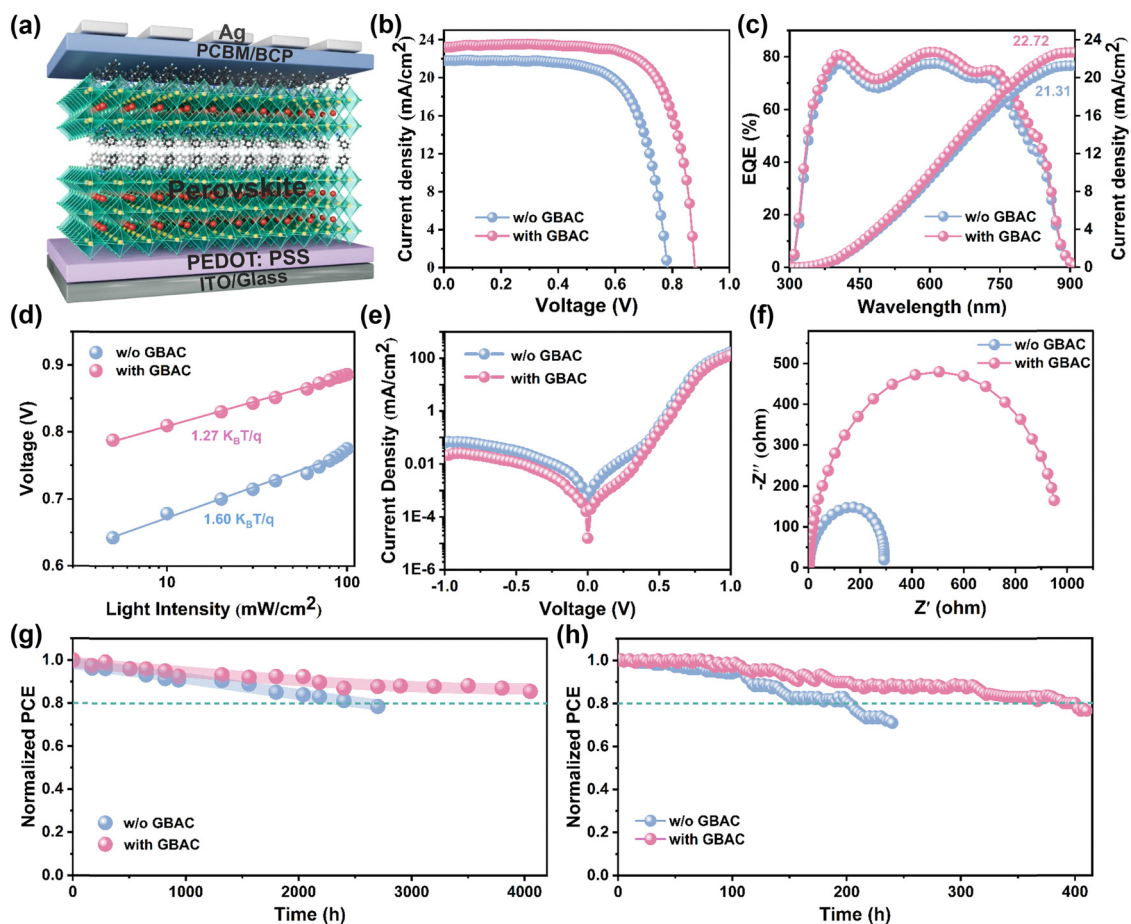 (a)
Ag
PCBM/BCP
Perovskite
PEDOT: PSS
ITO/Glass
(b)
Current density (mA/cm²)
24
20
16
12
8
4
0
w/o GBAC
with GBAC
0.0 0.2 0.4 0.6 0.8 1.0
Voltage (V)
(c)
EQE (%)
80
60
40
20
0
22.72
21.31
w/o GBAC
with GBAC
24
20
16
12
8
4
0
Current density (mA/cm²)
300 450 600 750 900
Wavelength (nm)
(d)
Voltage (V)
0.9
0.8
0.7
0.6
w/o GBAC
with GBAC
1.27 K_BT/q
1.60 K_BT/q
10 100
Light Intensity (mW/cm²)
(e)
Current Density (mA/cm²)
100
1
0.01
1E-4
1E-6
w/o GBAC
with GBAC
-1.0 -0.5 0.0 0.5 1.0
Voltage (V)
(f)
-Z'' (ohm)
500
400
300
200
100
0
w/o GBAC
with GBAC
0 200 400 600 800 1000
Z' (ohm)
(g)
Normalized PCE
1.0
0.8
0.6
0.4
0.2
0.0
w/o GBAC
with GBAC
0 1000 2000 3000 4000
Time (h)
(h)
Normalized PCE
1.0
0.8
0.6
0.4
0.2
0.0
w/o GBAC
with GBAC
0 100 200 300 400
Time (h)